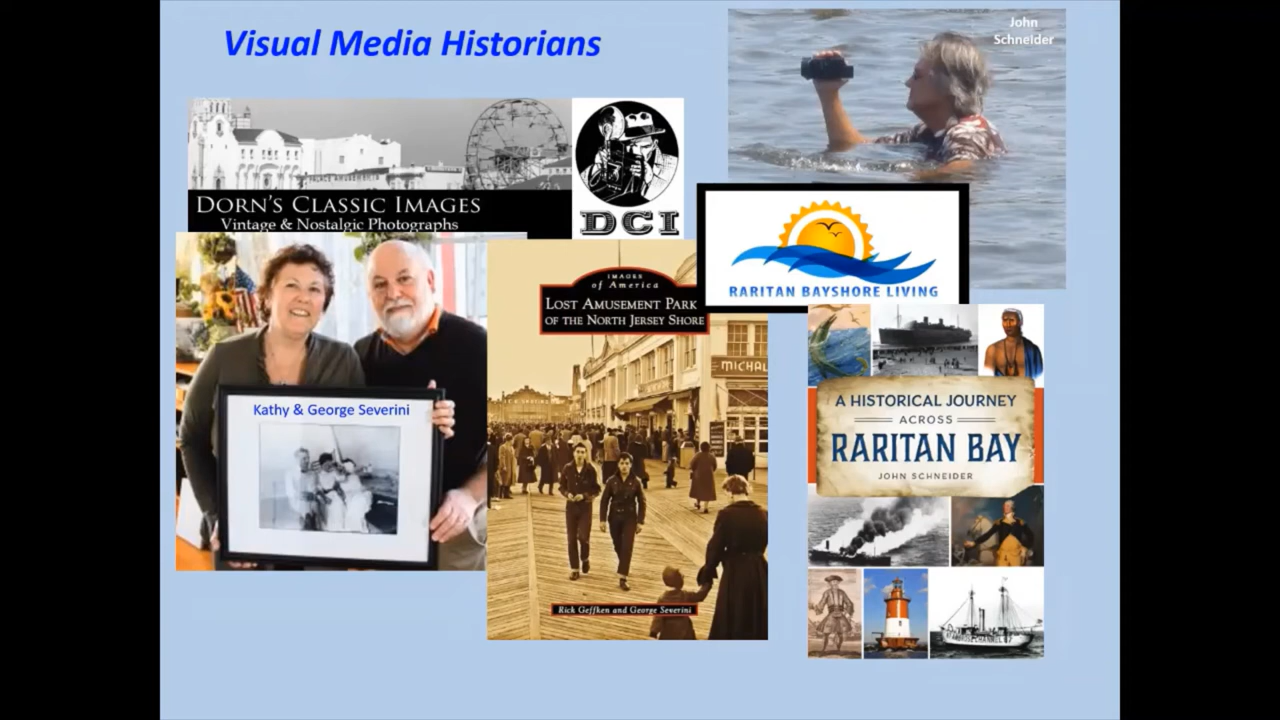 Visual Media Historians
John
Schneider
DORN'S CLASSIC IMAGES
Vintage & Nostalgic Photographs
DCI
RARITAN BAYSHORE LIVING
Kathy & George Severini
IMAGES
of America
LOST AMUSEMENT PARK
OF THE NORTH JERSEY SHORE
MICHAL
Rick Geffken and George Severini
A HISTORICAL JOURNEY
ACROSS
RARITAN BAY
JOHN SCHNEIDER